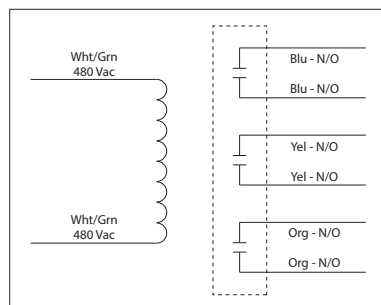 Wht/Grn
480 Vac
Wht/Grn
480 Vac
Blu - N/O
Blu - N/O
Yel - N/O
Yel - N/O
Org - N/O
Org - N/O